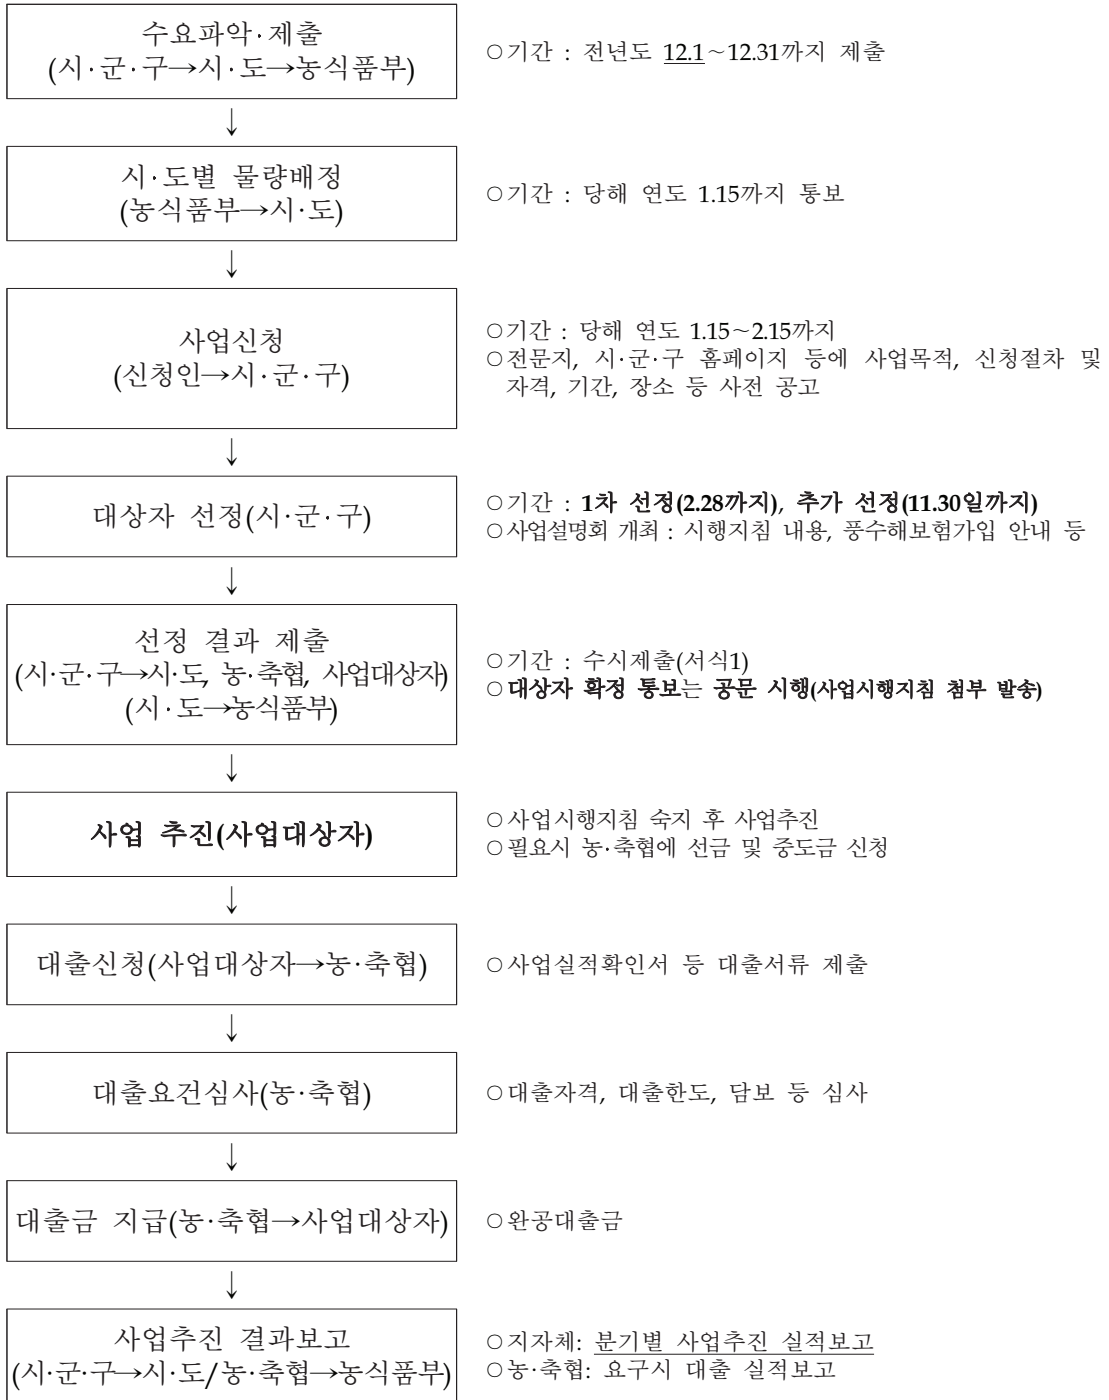 수요파악·제출
(시·군·구→시·도→농식품부)
○기간 : 전년도 12.1~12.31까지 제출
↓
시·도별 물량배정
(농식품부→시·도)
○기간 : 당해 연도 1.15까지 통보
↓
사업신청
(신청인→시·군·구)
○기간 : 당해 연도 1.15~2.15까지
○전문지, 시·군·구 홈페이지 등에 사업목적, 신청절차 및
자격, 기간, 장소 등 사전 공고
↓
대상자 선정(시·군·구)
○기간 : 1차 선정(2.28까지), 추가 선정(11.30일까지)
○사업설명회 개최 : 시행지침 내용, 풍수해보험가입 안내 등
↓
선정 결과 제출
(시·군·구→시·도, 농·축협, 사업대상자)
(시·도→농식품부)
○기간 : 수시제출(서식1)
○대상자 확정 통보는 공문 시행(사업시행지침 첨부 발송)
↓
사업 추진(사업대상자)
○사업시행지침 숙지 후 사업추진
○필요시 농·축협에 선금 및 중도금 신청
↓
대출신청(사업대상자→농·축협)
○사업실적확인서 등 대출서류 제출
↓
대출요건심사(농·축협)
○대출자격, 대출한도, 담보 등 심사
↓
대출금 지급(농·축협→사업대상자)
○완공대출금
↓
사업추진 결과보고
(시·군·구→시·도/농·축협→농식품부)
○지자체: 분기별 사업추진 실적보고
○농·축협: 요구시 대출 실적보고